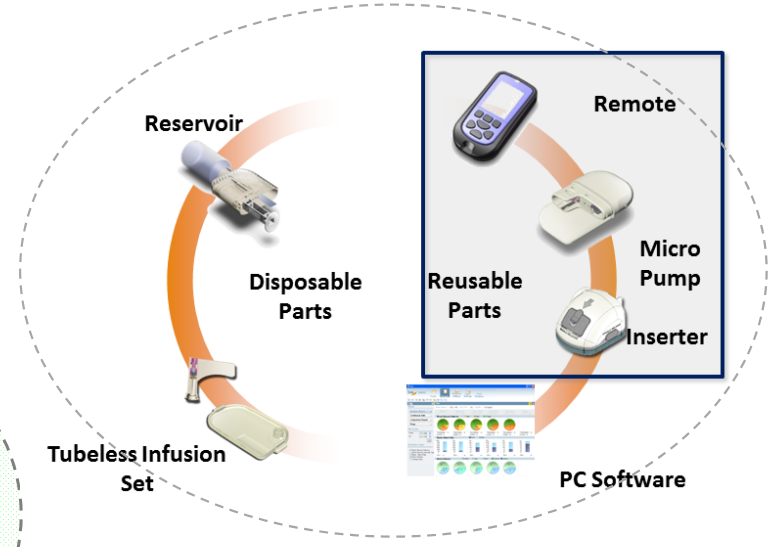 Reservoir
Remote
Disposable
Parts
Reusable
Parts
Micro
Pump
Inserter
Tubeless Infusion
Set
PC Software